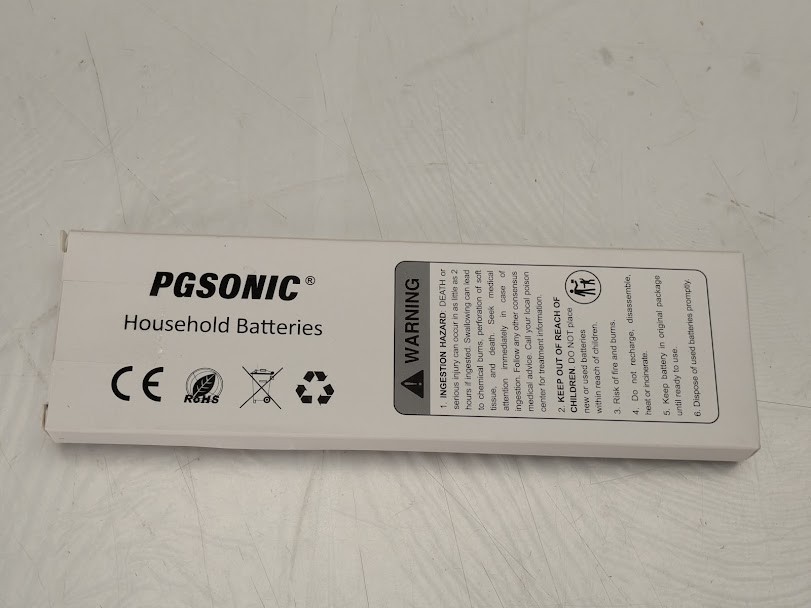 PGSONIC®
Household Batteries
CE
RoHS
WARNING
1. INGESTION HAZARD: DEATH or
serious injury can occur in as little as 2
hours if ingested. Swallowing can lead
to chemical burns, perforation of soft
tissue, and death. Seek medical
attention immediately in case of
ingestion. Follow any other consensus
medical advice. Call your local poison
center for treatment information.
2. KEEP OUT OF REACH OF
CHILDREN. DO NOT place
new or used batteries
within reach of children.
3. Risk of fire and burns.
4. Do not recharge, disassemble,
heat or incinerate.
5. Keep battery in original package
until ready to use.
6. Dispose of used batteries promptly.